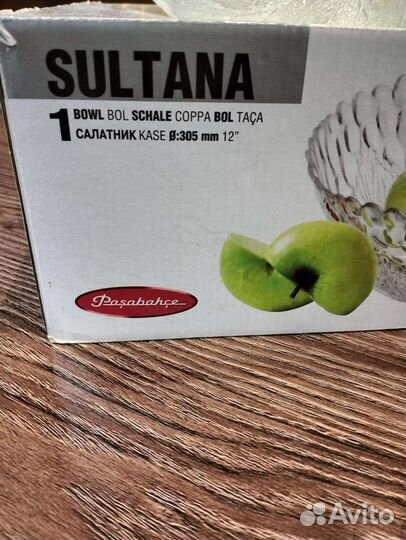 SULTANA
1 BOWL BOL SCHALE COPPA BOL TAÇA
САЛАТНИК KASE Ø:305 mm 12”
Paşabahçe
Avito